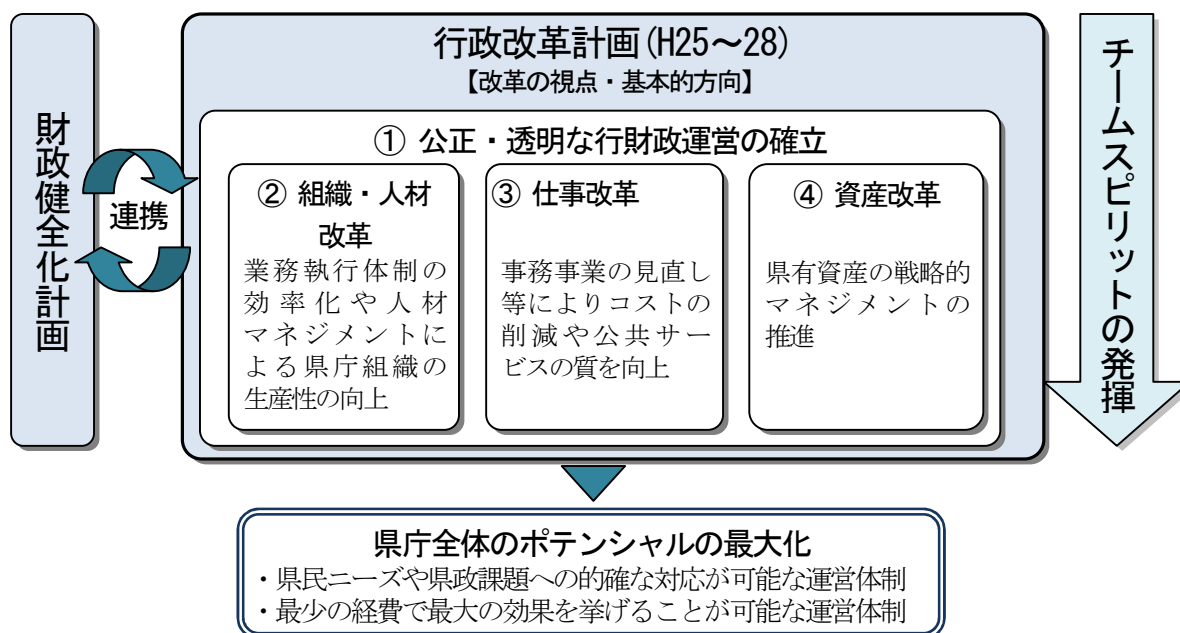 財政健全化計画
連携
行政改革計画(H25～28)
【改革の視点・基本的方向】
① 公正・透明な行財政運営の確立
② 組織・人材
改革
業務執行体制の
効率化や人材
マネジメントに
よる県庁組織の
生産性の向上
③ 仕事改革
事務事業の見直し
等によりコストの
削減や公共サー
ビスの質を向上
④ 資産改革
県有資産の戦略的
マネジメントの
推進
チームスピリットの発揮
県庁全体のポテンシャルの最大化
・県民ニーズや県政課題への的確な対応が可能な運営体制
・最少の経費で最大の効果を挙げることが可能な運営体制